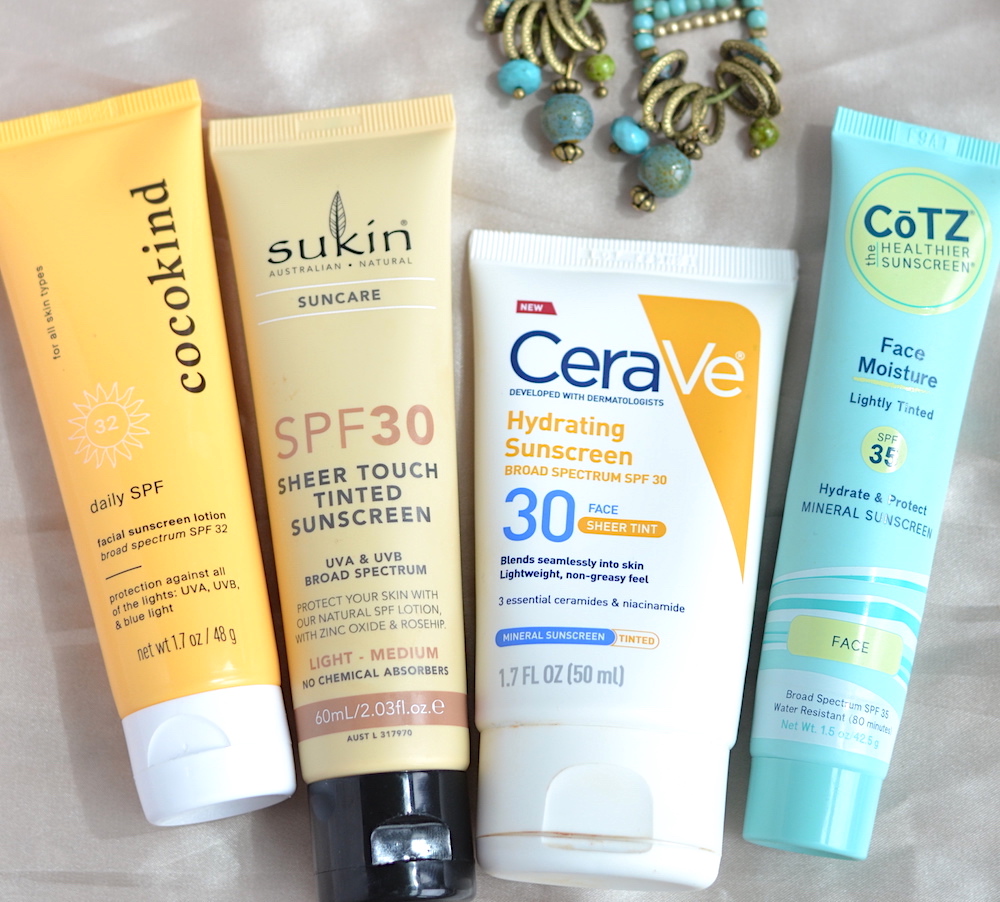 cocokind
for all skin types
32
daily SPF
facial sunscreen lotion
broad spectrum SPF 32
protection against all
of the lights: UVA, UVB,
& blue light
net wt 1.7 oz / 48 g
sukin®
AUSTRALIAN • NATURAL
SUNCARE
SPF30
SHEER TOUCH
TINTED
SUNSCREEN
UVA & UVB
BROAD SPECTRUM
PROTECT YOUR SKIN WITH
OUR NATURAL SPF LOTION,
WITH ZINC OXIDE & ROSEHIP.
LIGHT - MEDIUM
NO CHEMICAL ABSORBERS
60mL/2.03fl.oz.e
AUST L 317970
NEW
CeraVe®
DEVELOPED WITH DERMATOLOGISTS
Hydrating
Sunscreen
BROAD SPECTRUM SPF 30
30 FACE
SHEER TINT
Blends seamlessly into skin
Lightweight, non-greasy feel
3 essential ceramides & niacinamide
MINERAL SUNSCREEN TINTED
1.7 FL OZ (50 ml)
CōTZ®
the HEALTHIER
SUNSCREEN®
Face
Moisture
Lightly Tinted
SPF
35
Hydrate & Protect
MINERAL SUNSCREEN
FACE
Broad Spectrum SPF 35
Water Resistant (80 minutes)
Net Wt. 1.5 oz/42.5 g